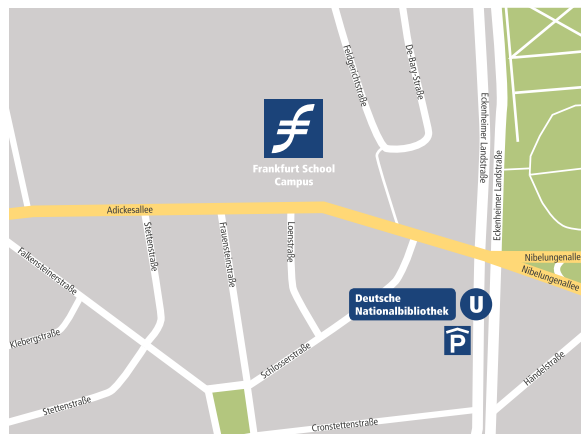 Feldgerichtstraße
De-Bary-Straße
Eckenheimer Landstraße
Eckenheimer Landstraße
Frankfurt School
Campus
Adickesallee
Stettenstraße
Frauensteinstraße
Loenstraße
Falkensteinerstraße
Nibelungenallee
Nibelungenallee
Deutsche
Nationalbibliothek
U
P
Klebergstraße
Schlosserstraße
Händelstraße
Stettenstraße
Cronstettenstraße